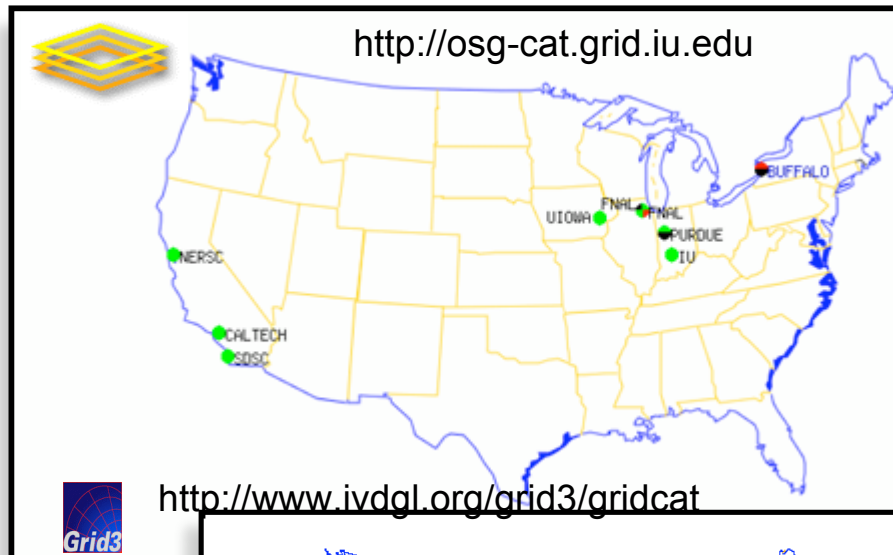 http://osg-cat.grid.iu.edu
BUFFALO
FNAL
FNAL
UIOWA
PURDUE
IU
NERSC
CALTECH
SDSC
http://www.ivdgl.org/grid3/gridcat
Grid3